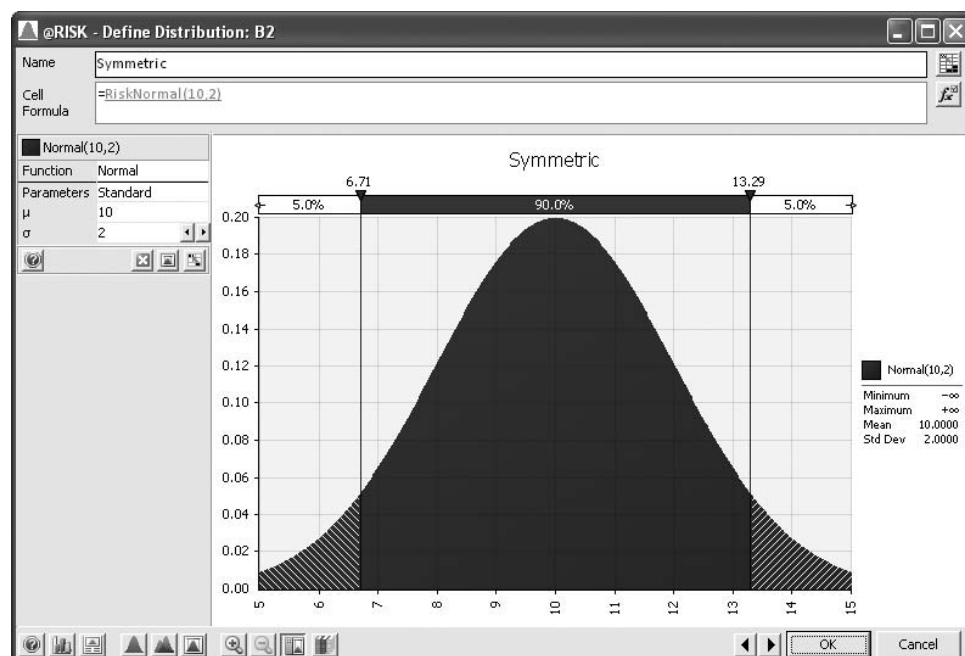 @RISK - Define Distribution: B2
Name
Symmetric
Cell Formula
=RiskNormal(10,2)
Normal(10,2)
Function Normal
Parameters Standard
μ 10
σ 2
Symmetric
6.71 13.29
5.0% 90.0% 5.0%
0.20
0.18
0.16
0.14
0.12
0.10
0.08
0.06
0.04
0.02
0.00
5 6 7 8 9 10 11 12 13 14 15
Normal(10,2)
Minimum -∞
Maximum +∞
Mean 10.0000
Std Dev 2.0000
OK Cancel